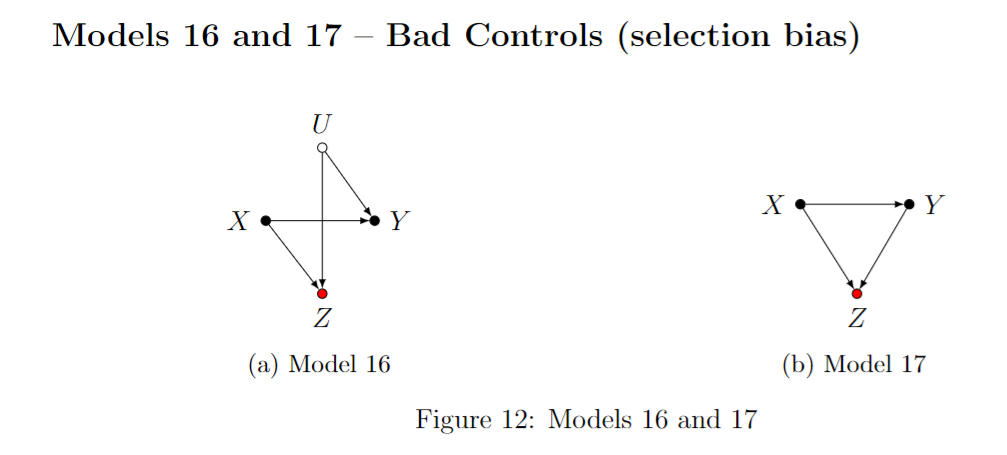 Models 16 and 17 – Bad Controls (selection bias)
U
X
Y
Z
X
Y
Z
(a) Model 16
(b) Model 17
Figure 12: Models 16 and 17